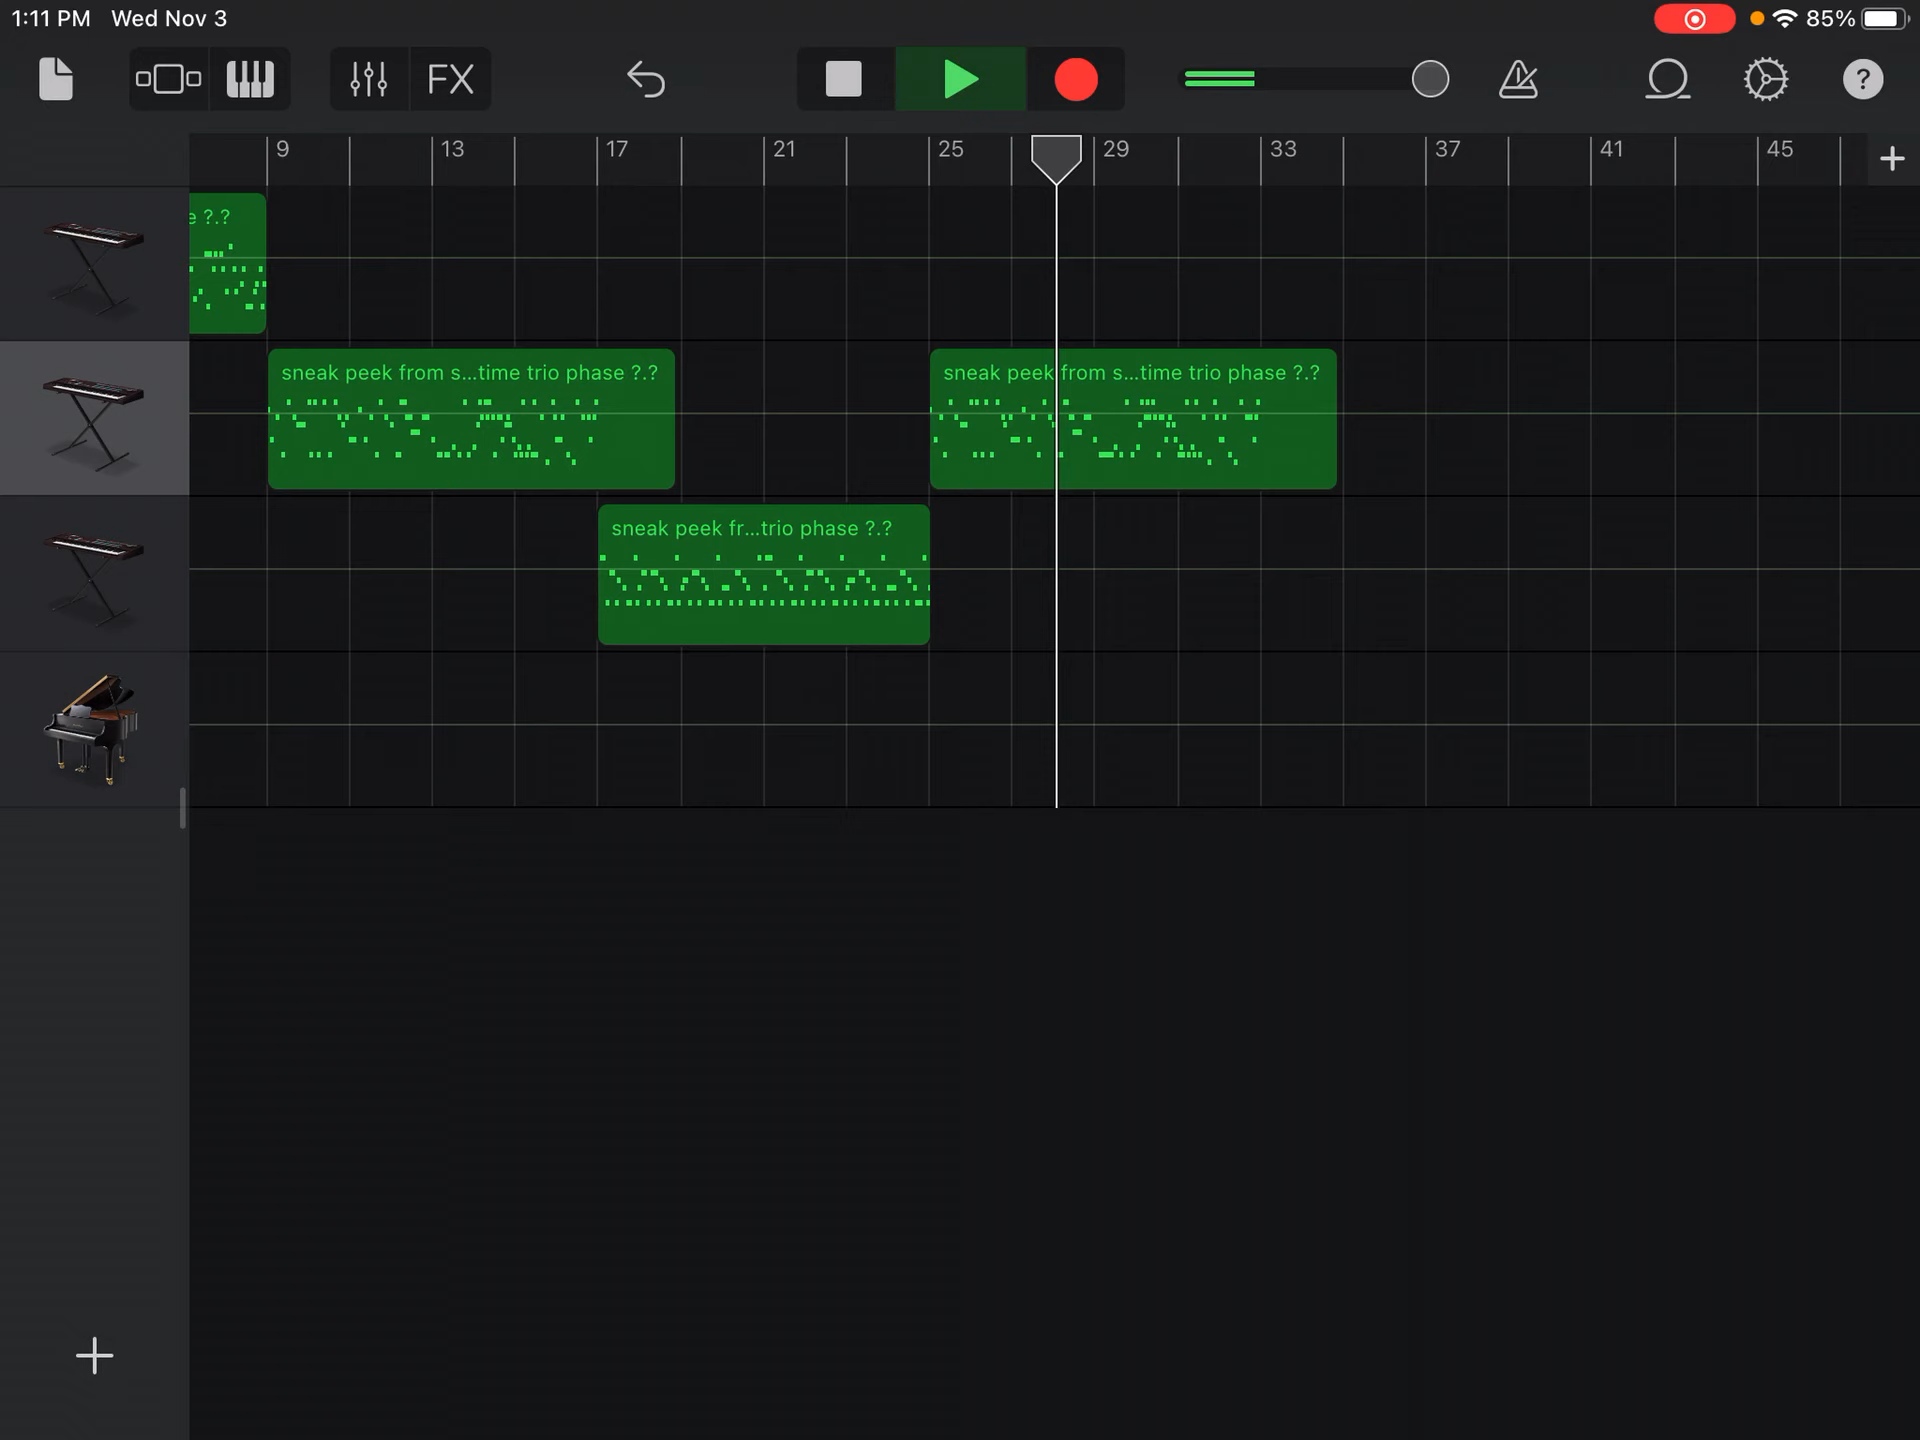 1:11 PM Wed Nov 3
85%
FX
?
9 13 17 21 25 29 33 37 41 45
e ?.?
sneak peek from s...time trio phase ?.?
sneak peek from s...time trio phase ?.?
sneak peek fr...trio phase ?.?